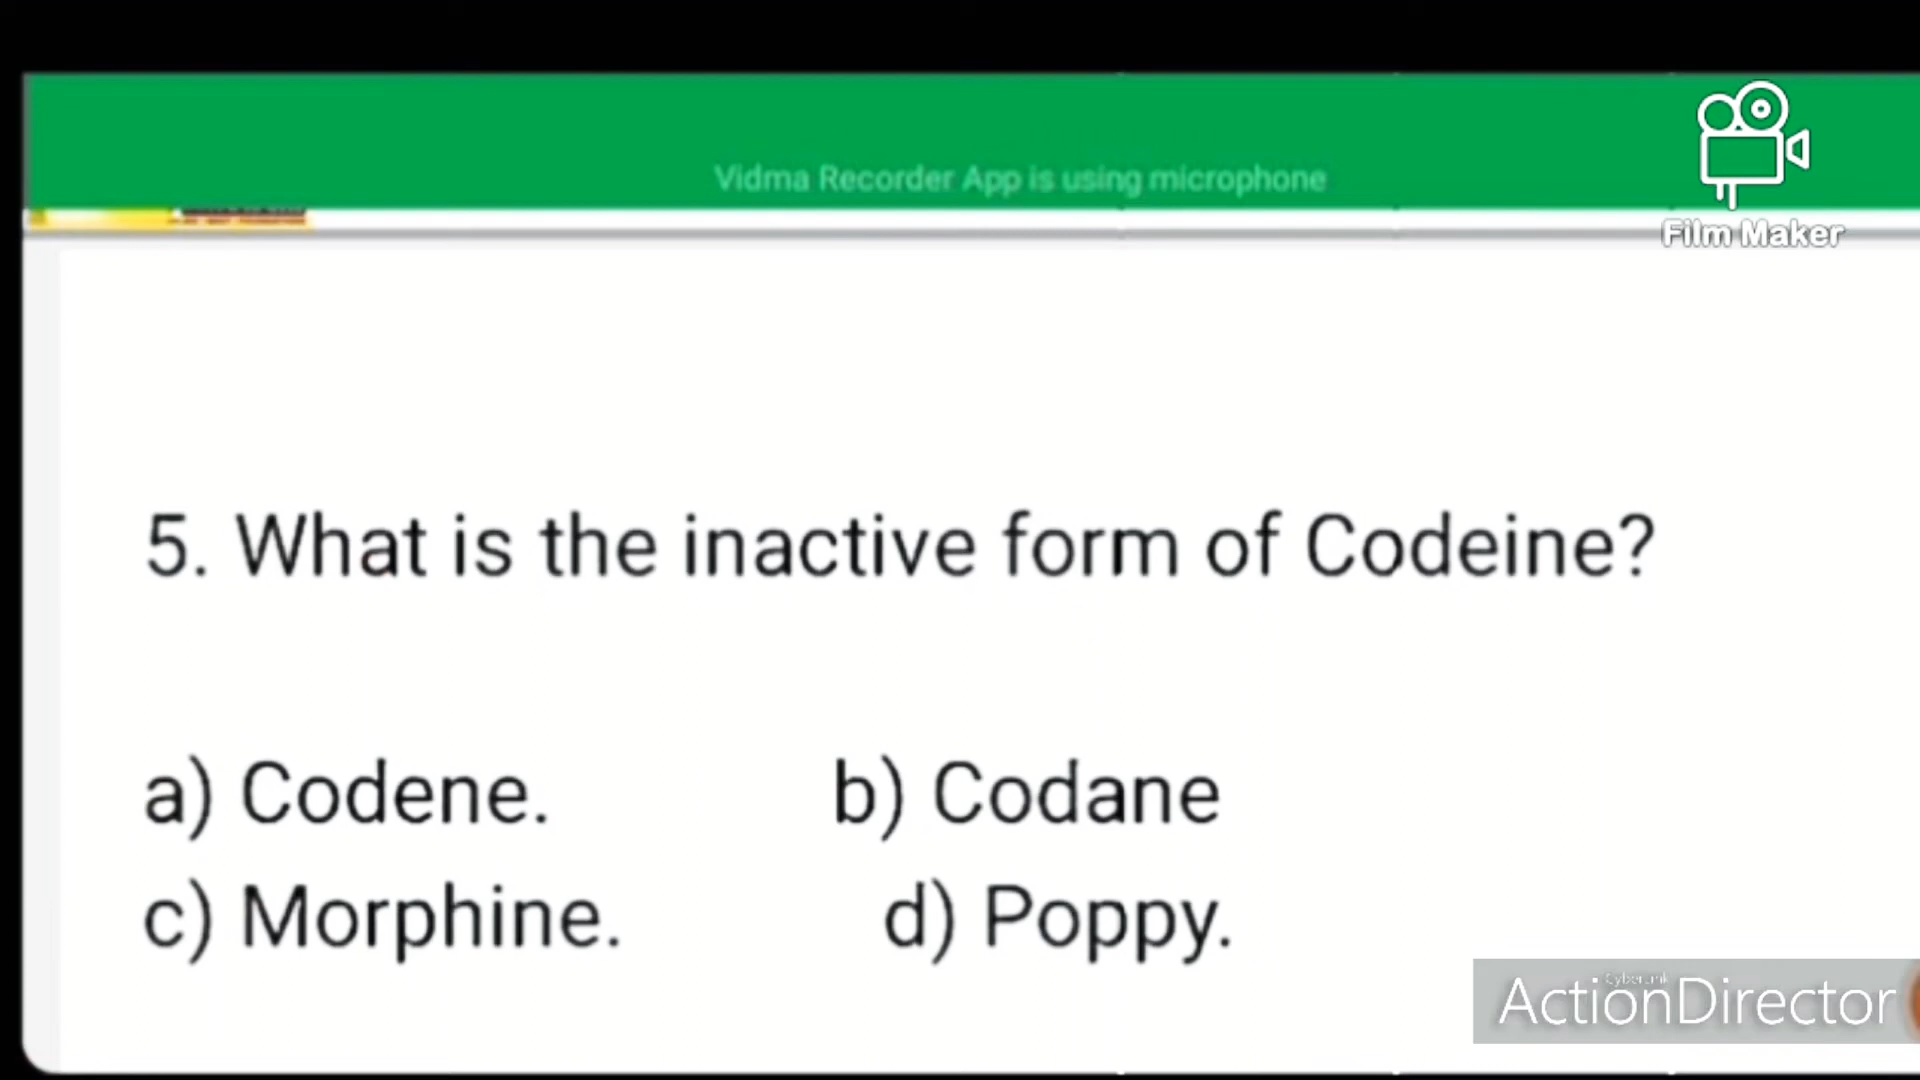 Vidma Recorder App is using microphone
Film Maker
5. What is the inactive form of Codeine?
a) Codene. b) Codane
c) Morphine. d) Poppy.
CyberLink
ActionDirector